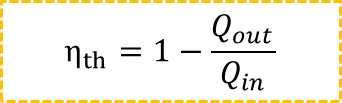 η_th = 1 − Q_out / Q_in